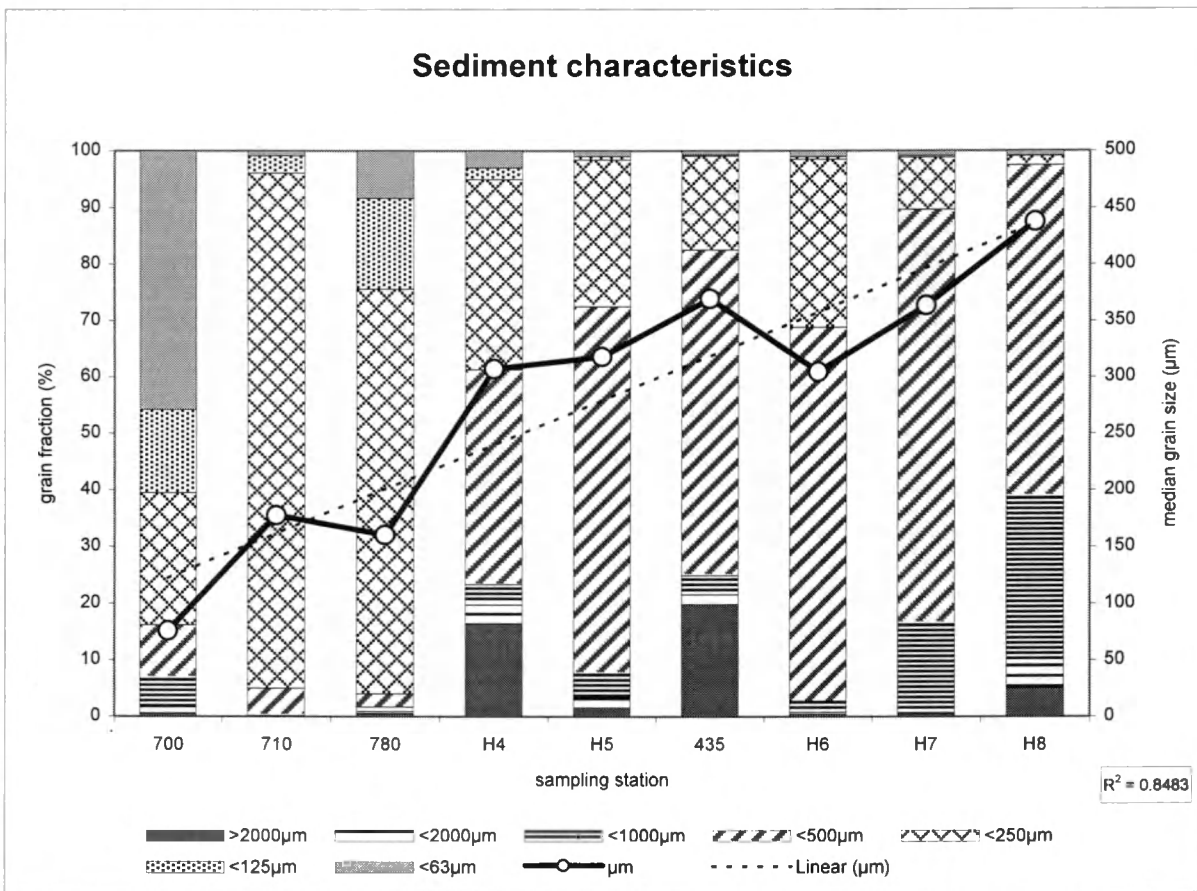 Sediment characteristics
100
90
80
70
60
50
40
30
20
10
0
grain fraction (%)
500
450
400
350
300
250
200
150
100
50
0
median grain size (µm)
700 710 780 H4 H5 435 H6 H7 H8
sampling station
R² = 0.8483
>2000µm <2000µm <1000µm <500µm <250µm
<125µm <63µm µm Linear (µm)